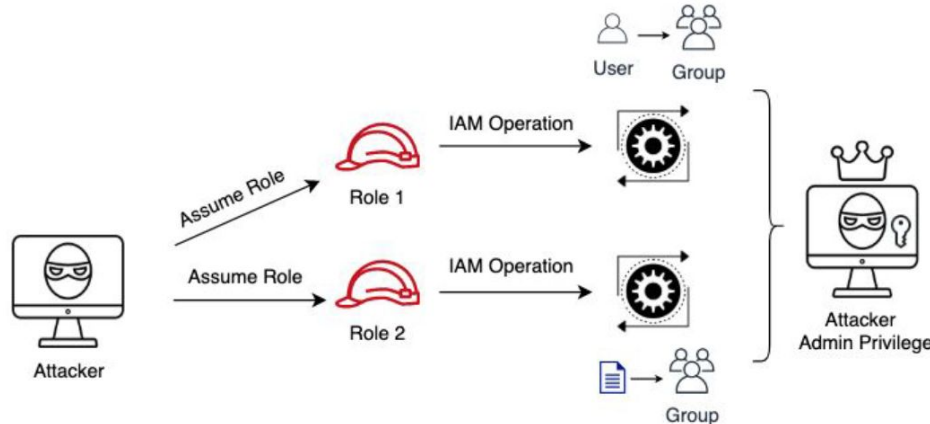 User
Group
IAM Operation
Assume Role
Role 1
Assume Role
IAM Operation
Role 2
Attacker
Attacker
Admin Privilege
Group